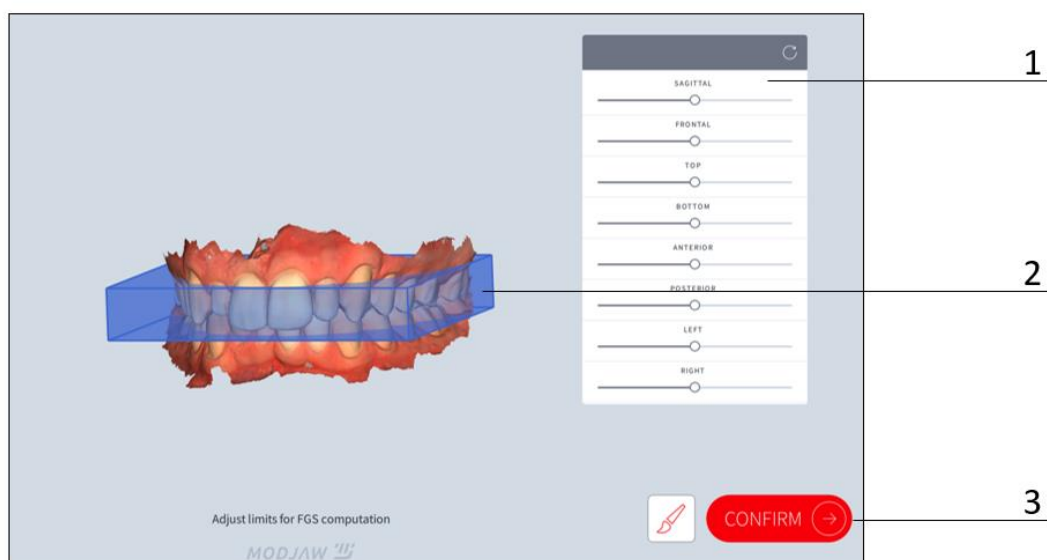 1
SAGITTAL
FRONTAL
TOP
BOTTOM
ANTERIOR
2
POSTERIOR
LEFT
RIGHT
3
CONFIRM
Adjust limits for FGS computation
MODJAW